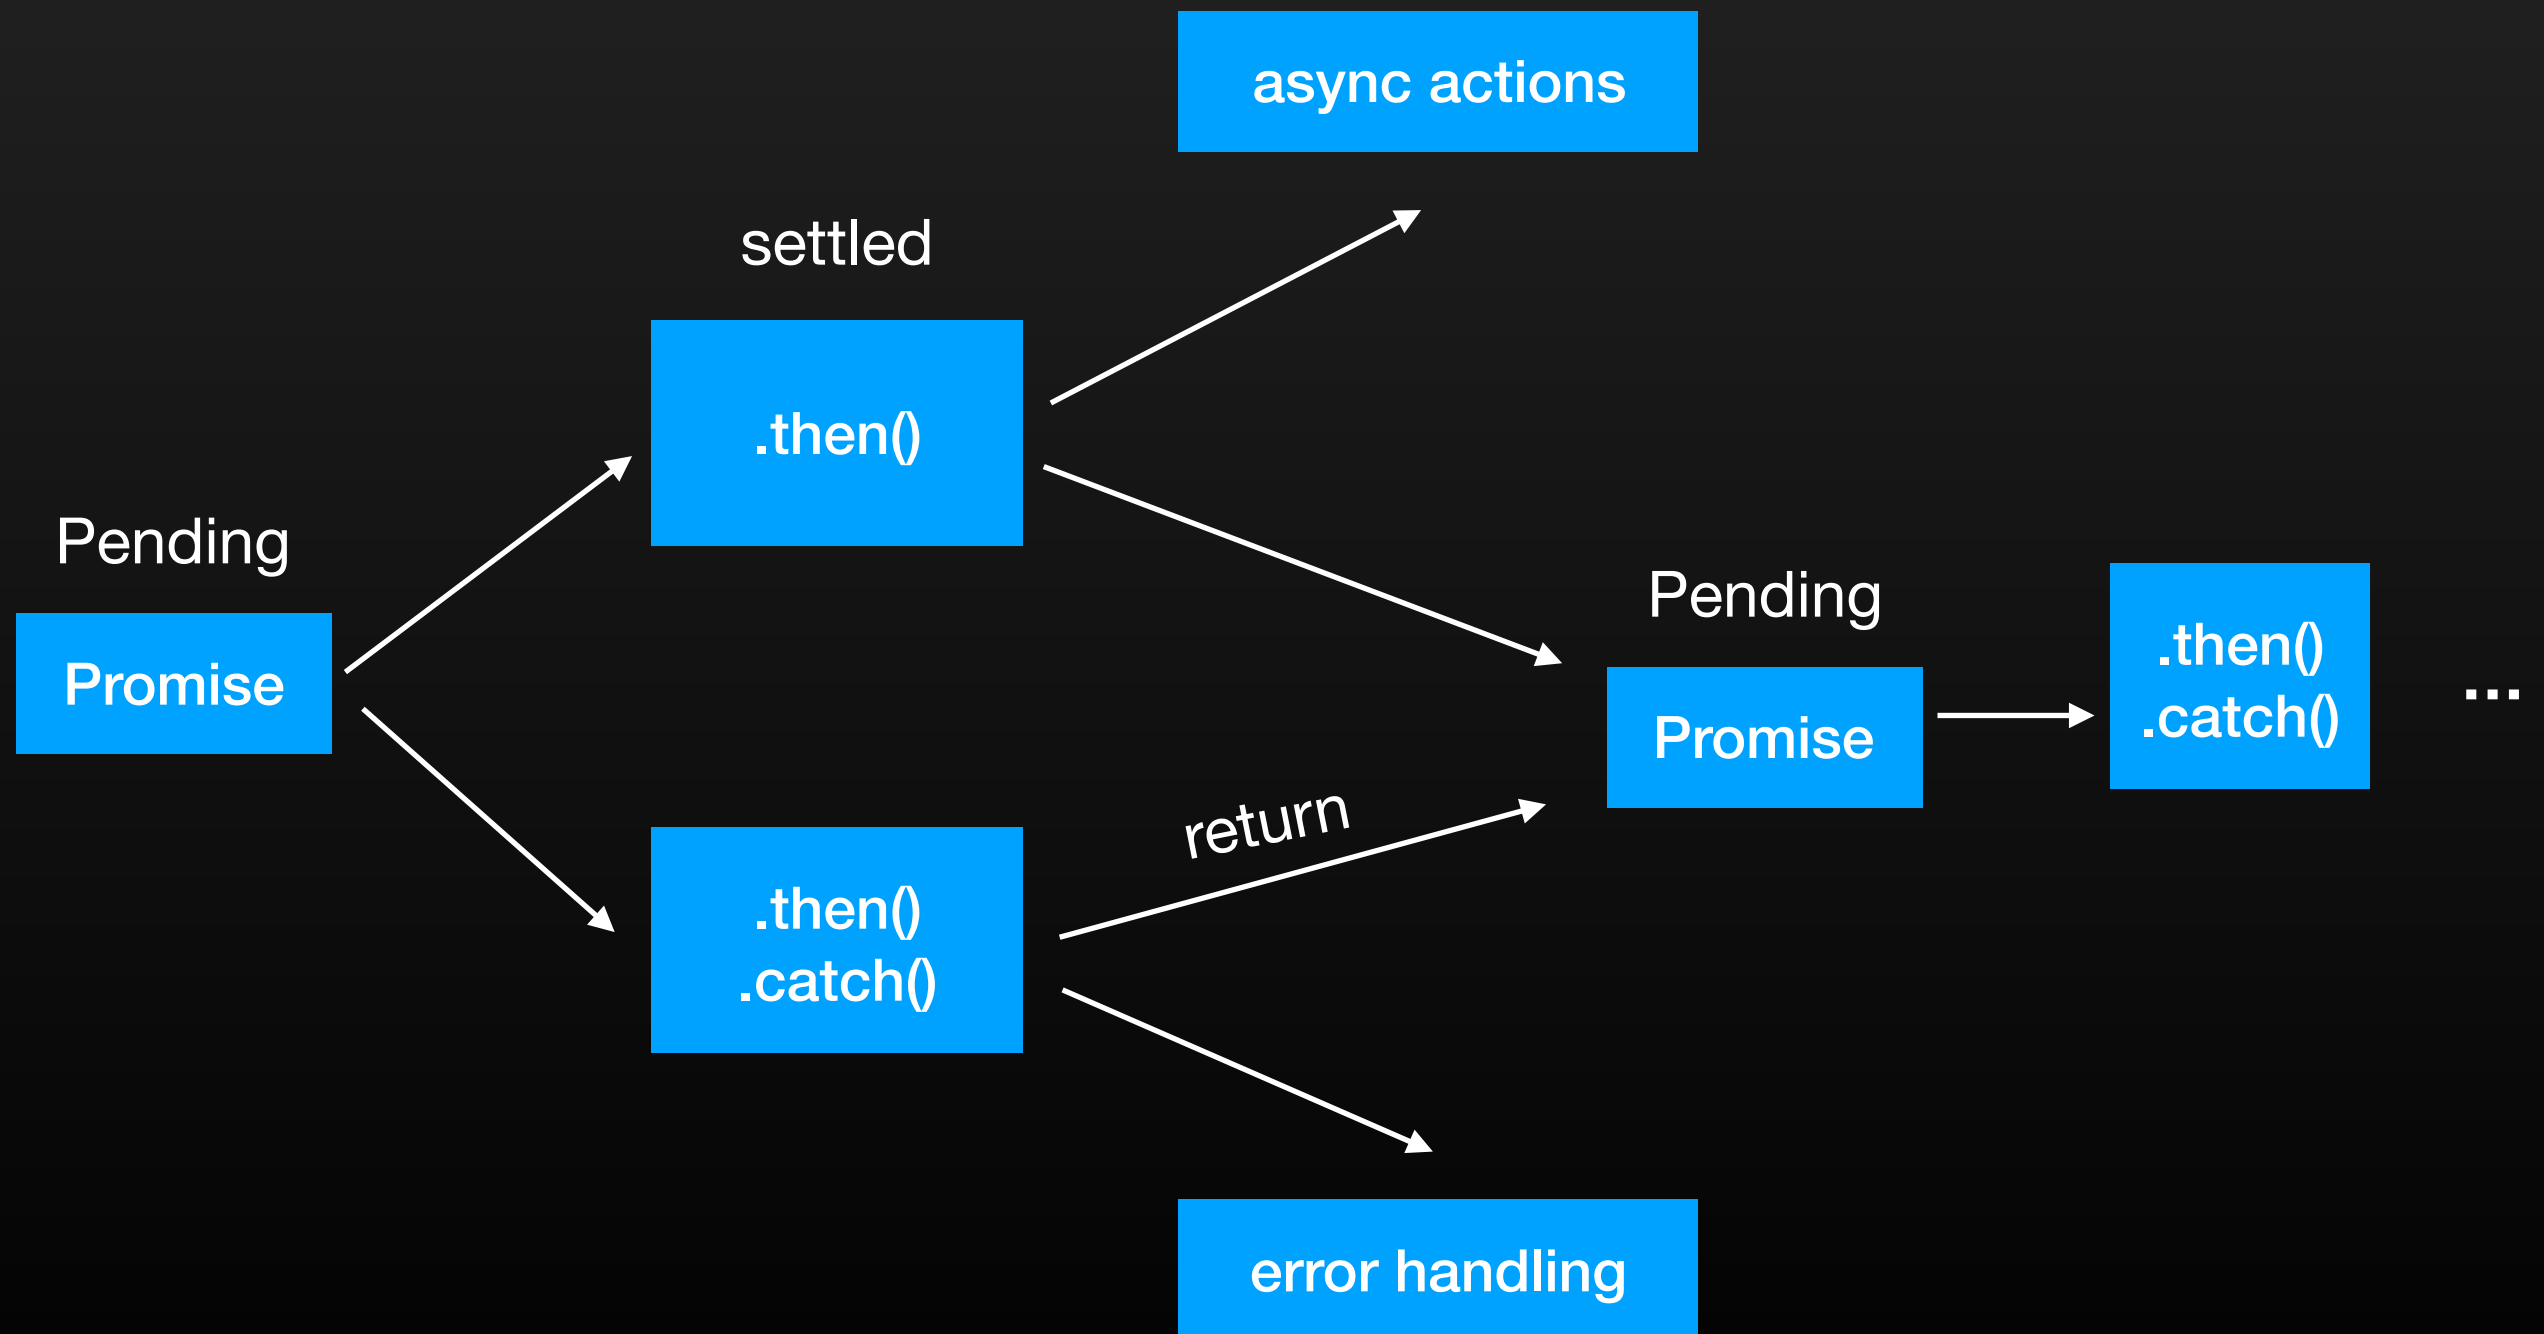 async actions
settled
.then()
Pending
Promise
.then()
.catch()
return
error handling
Pending
Promise
.then()
.catch()
...